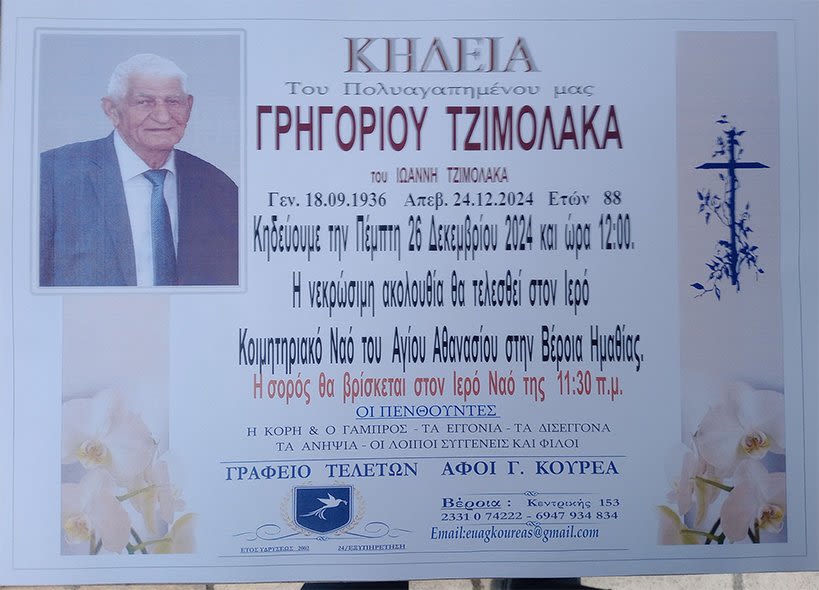 ΚΗΔΕΙΑ
Του Πολυαγαπημένου μας
ΓΡΗΓΟΡΙΟΥ ΤΖΙΜΟΛΑΚΑ
του ΙΩΑΝΝΗ ΤΖΙΜΟΛΑΚΑ
Γεν. 18.09.1936 Απεβ. 24.12.2024 Ετών 88
Κηδεύουμε την Πέμπτη 26 Δεκεμβρίου 2024 και ώρα 12:00.
Η νεκρώσιμη ακολουθία θα τελεσθεί στον Ιερό
Κοιμητηριακό Ναό του Αγίου Αθανασίου στην Βέροια Ημαθίας.
Η σορός θα βρίσκεται στον Ιερό Ναό της 11:30 π.μ.
ΟΙ ΠΕΝΘΟΥΝΤΕΣ
Η ΚΟΡΗ & Ο ΓΑΜΠΡΟΣ - ΤΑ ΕΓΓΟΝΙΑ - ΤΑ ΔΙΣΕΓΓΟΝΑ
ΤΑ ΑΝΗΨΙΑ - ΟΙ ΛΟΙΠΟΙ ΣΥΓΓΕΝΕΙΣ ΚΑΙ ΦΙΛΟΙ
ΓΡΑΦΕΙΟ ΤΕΛΕΤΩΝ ΑΦΟΙ Γ. ΚΟΥΡΕΑ
Βέροια : Κεντρικής 153
2331 0 74222 - 6947 934 834
Email:euagkoureas@gmail.com
ΕΤΟΣ ΥΔΡΥΣΕΩΣ 2002 24/ΕΞΥΠΗΡΕΤΗΣΗ